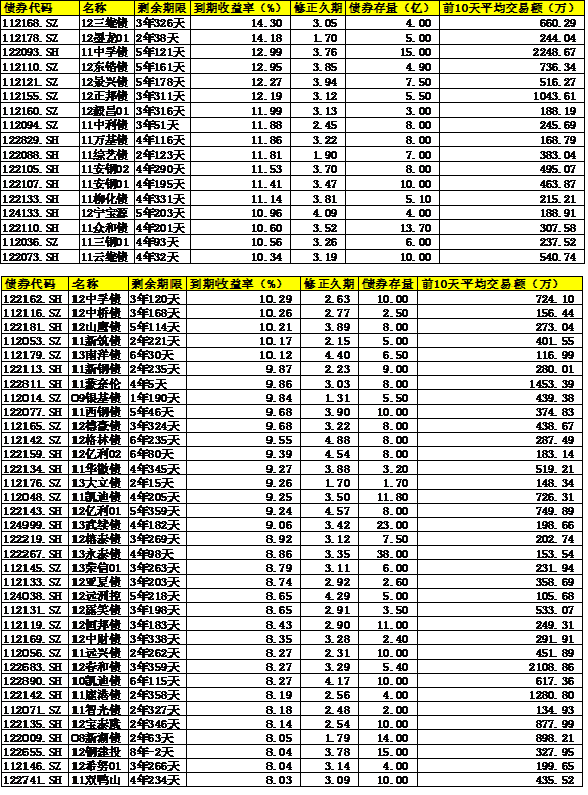 债券代码 名称 剩余期限 到期收益率（%） 修正久期 债券存量（亿） 前10天平均交易额（万）
112168.SZ 12三维债 3年326天 14.30 3.05 4.00 660.29
112178.SZ 12墨龙01 2年38天 14.18 1.70 5.00 244.04
122093.SH 11中孚债 5年121天 12.99 3.76 15.00 2248.67
112110.SZ 12东锆债 5年161天 12.95 3.85 4.90 736.34
112121.SZ 12景兴债 5年178天 12.27 3.94 7.50 516.27
112155.SZ 12正邦债 3年311天 12.19 3.12 5.50 1043.61
112160.SZ 12毅昌01 3年316天 11.99 3.13 3.00 188.19
112094.SZ 11中利债 3年51天 11.88 2.45 8.00 245.69
122829.SH 11万基债 4年116天 11.86 3.22 8.00 168.79
122088.SH 11综艺债 2年123天 11.81 1.90 7.00 383.04
122105.SH 11安钢02 4年290天 11.53 3.70 8.00 495.07
122107.SH 11安钢01 4年195天 11.41 3.47 10.00 463.87
122133.SH 11柳化债 4年331天 11.14 3.81 5.10 215.21
124133.SH 12宁宝源 5年203天 10.96 4.09 4.00 188.91
122110.SH 11众和债 4年201天 10.60 3.52 13.70 307.58
112036.SZ 11三钢01 4年93天 10.56 3.26 6.00 237.52
122073.SH 11云维债 4年32天 10.34 3.19 10.00 540.74
债券代码 名称 剩余期限 到期收益率（%） 修正久期 债券存量 前10天平均交易额（万）
122162.SH 12中孚债 3年120天 10.29 2.63 10.00 724.10
112116.SZ 12中桥债 3年168天 10.26 2.77 2.50 156.44
122181.SH 12山鹰债 5年114天 10.21 3.89 8.00 273.04
112053.SZ 11新筑债 2年221天 10.17 2.15 5.00 401.55
112179.SZ 13南洋债 6年30天 10.12 4.40 6.50 116.99
122113.SH 11新钢债 2年235天 9.87 2.23 9.00 280.01
122811.SH 11蒙奈伦 4年5天 9.86 3.03 8.00 1453.39
112014.SZ 09银基债 1年190天 9.84 1.31 5.50 439.38
122077.SH 11西钢债 5年46天 9.68 3.90 10.00 374.83
112165.SZ 12德豪债 3年324天 9.68 3.22 8.00 438.67
112142.SZ 12格林债 6年235天 9.55 4.88 8.00 287.49
122159.SH 12亿利02 6年80天 9.39 4.54 8.00 183.14
122134.SH 11华微债 4年345天 9.27 3.88 3.20 519.21
112176.SZ 13大立债 2年15天 9.26 1.70 1.70 148.34
112048.SZ 11凯迪债 4年205天 9.25 3.50 11.80 726.31
122143.SH 12亿利01 5年359天 9.24 4.57 8.00 749.89
124999.SH 13武续债 4年182天 9.06 3.42 23.00 198.66
122219.SH 12榕泰债 3年269天 8.92 3.12 7.50 202.74
122267.SH 13永泰债 4年98天 8.86 3.35 38.00 153.54
112145.SZ 13荣信01 3年263天 8.79 3.11 6.00 231.94
112133.SZ 12亚夏债 3年203天 8.74 2.92 2.60 358.69
124038.SH 12远洲控 5年218天 8.65 4.29 5.00 105.68
112131.SZ 12露笑债 3年198天 8.65 2.91 3.50 533.07
112119.SZ 12恒邦债 3年183天 8.43 2.90 11.00 249.31
112169.SZ 12中财债 3年338天 8.35 3.28 2.40 291.91
112056.SZ 11远兴债 2年262天 8.27 2.31 10.00 451.89
122683.SH 12春和债 3年359天 8.27 3.29 5.40 2108.86
122890.SH 10凯迪债 6年115天 8.27 4.17 10.00 617.36
122142.SH 11鹿港债 2年358天 8.19 2.56 4.00 1280.80
112071.SZ 11智光债 2年327天 8.18 2.48 2.00 134.93
122135.SH 12宝泰隆 2年346天 8.14 2.54 10.00 877.99
122009.SH 08新湖债 2年63天 8.05 1.79 14.00 898.21
122655.SH 12钢建投 8年-2天 8.04 3.78 15.00 327.95
112146.SZ 12希努01 3年266天 8.04 3.14 4.00 199.65
122741.SH 11双鸭山 4年234天 8.03 3.09 10.00 435.52